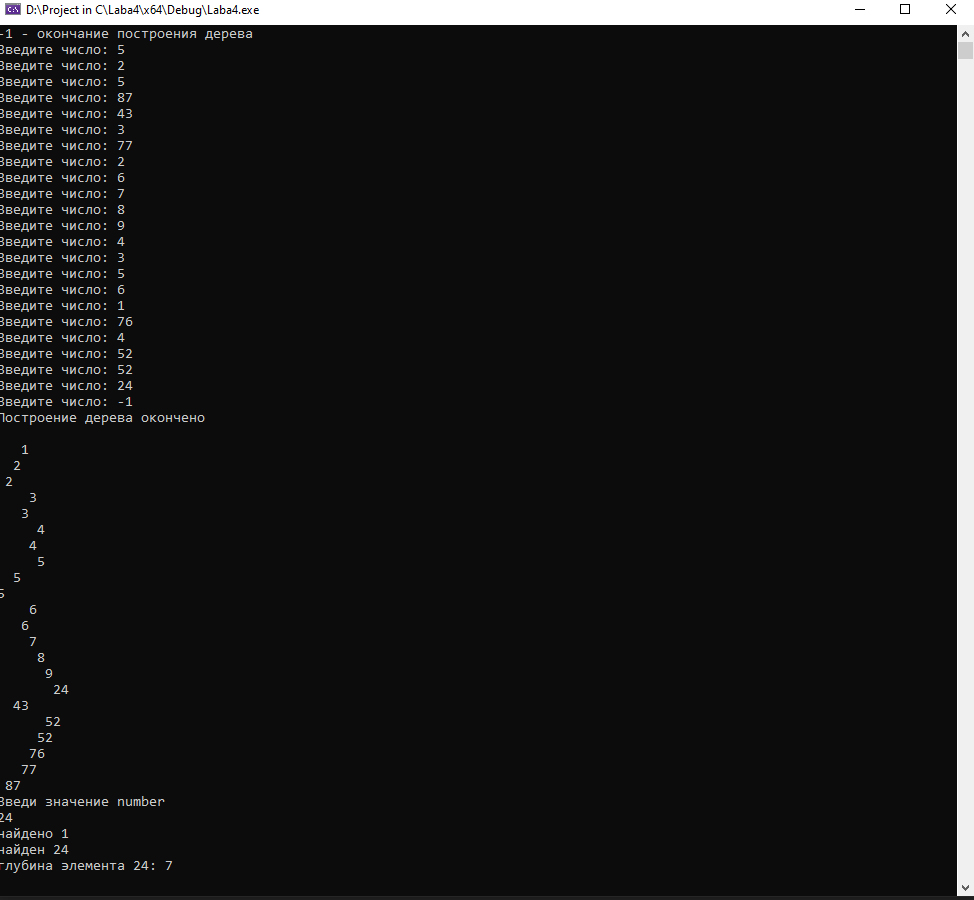 D:\Project in C\Laba4\x64\Debug\Laba4.exe
-1 - окончание построения дерева
Введите число: 5
Введите число: 2
Введите число: 5
Введите число: 87
Введите число: 43
Введите число: 3
Введите число: 77
Введите число: 2
Введите число: 6
Введите число: 7
Введите число: 8
Введите число: 9
Введите число: 4
Введите число: 3
Введите число: 5
Введите число: 6
Введите число: 1
Введите число: 76
Введите число: 4
Введите число: 52
Введите число: 52
Введите число: 24
Введите число: -1
Построение дерева окончено
1
2
2
3
3
4
4
5
5
5
6
6
7
8
9
24
43
52
52
76
77
87
Введи значение number
24
найдено 1
найден 24
глубина элемента 24: 7